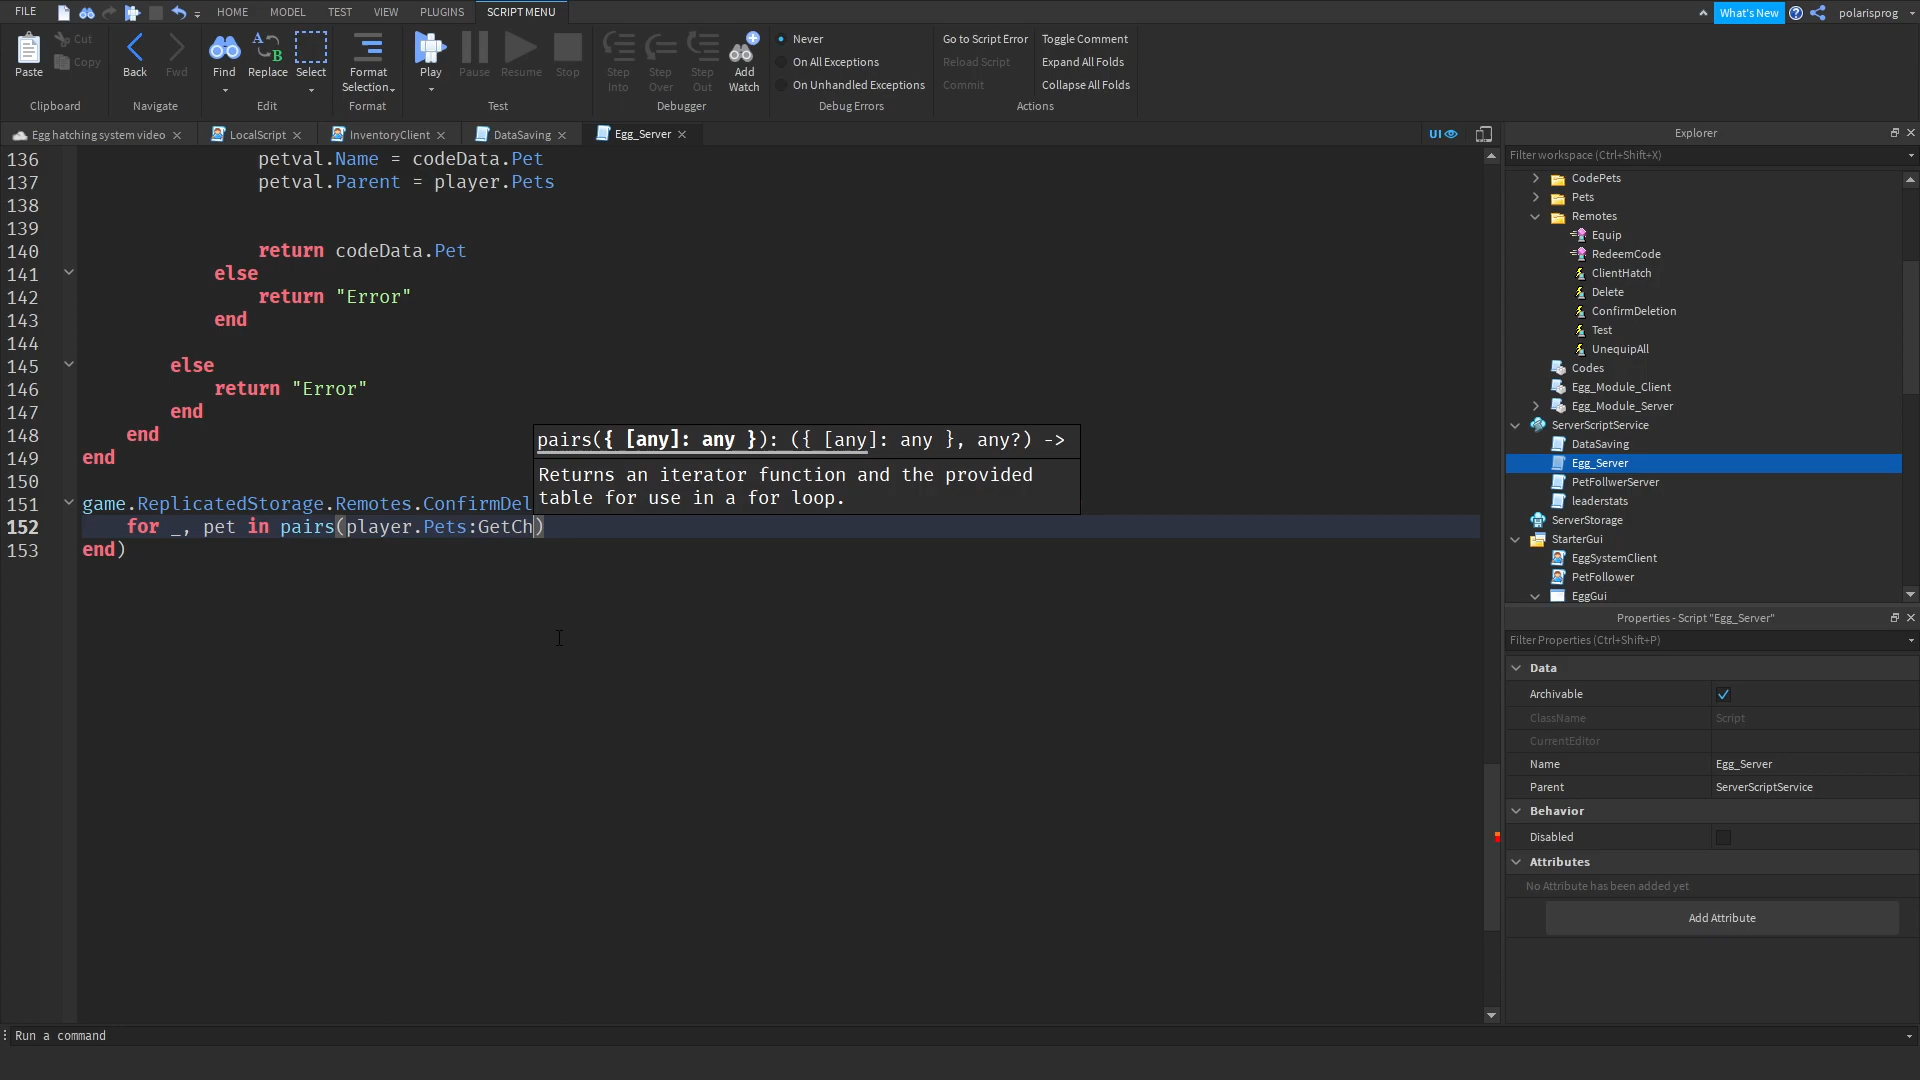 FILE
HOME
MODEL
TEST
VIEW
PLUGINS
SCRIPT MENU
What's New
polarisprog
Paste
Cut
Copy
Clipboard
Back
Fwd
Navigate
Find
Replace
Select
Edit
Format
Selection
Format
Play
Pause
Resume
Stop
Test
Step
Into
Step
Over
Step
Out
Add
Watch
Debugger
Never
On All Exceptions
On Unhandled Exceptions
Debug Errors
Go to Script Error
Reload Script
Commit
Toggle Comment
Expand All Folds
Collapse All Folds
Actions
Egg hatching system video
LocalScript
InventoryClient
DataSaving
Egg_Server
UI
136 petval.Name = codeData.Pet
137 petval.Parent = player.Pets
138
139
140 return codeData.Pet
141 else
142 return "Error"
143 end
144
145 else
146 return "Error"
147 end
148 end
149 end
150
151 game.ReplicatedStorage.Remotes.ConfirmDel
152 for _, pet in pairs(player.Pets:GetCh)
153 end)
pairs({ [any]: any }): ({ [any]: any }, any?) ->
Returns an iterator function and the provided
table for use in a for loop.
Explorer
Filter workspace (Ctrl+Shift+X)
CodePets
Pets
Remotes
Equip
RedeemCode
ClientHatch
Delete
ConfirmDeletion
Test
UnequipAll
Codes
Egg_Module_Client
Egg_Module_Server
ServerScriptService
DataSaving
Egg_Server
PetFollwerServer
leaderstats
ServerStorage
StarterGui
EggSystemClient
PetFollower
EggGui
Properties - Script "Egg_Server"
Filter Properties (Ctrl+Shift+P)
Data
Archivable
ClassName Script
CurrentEditor
Name Egg_Server
Parent ServerScriptService
Behavior
Disabled
Attributes
No Attribute has been added yet
Add Attribute
Run a command